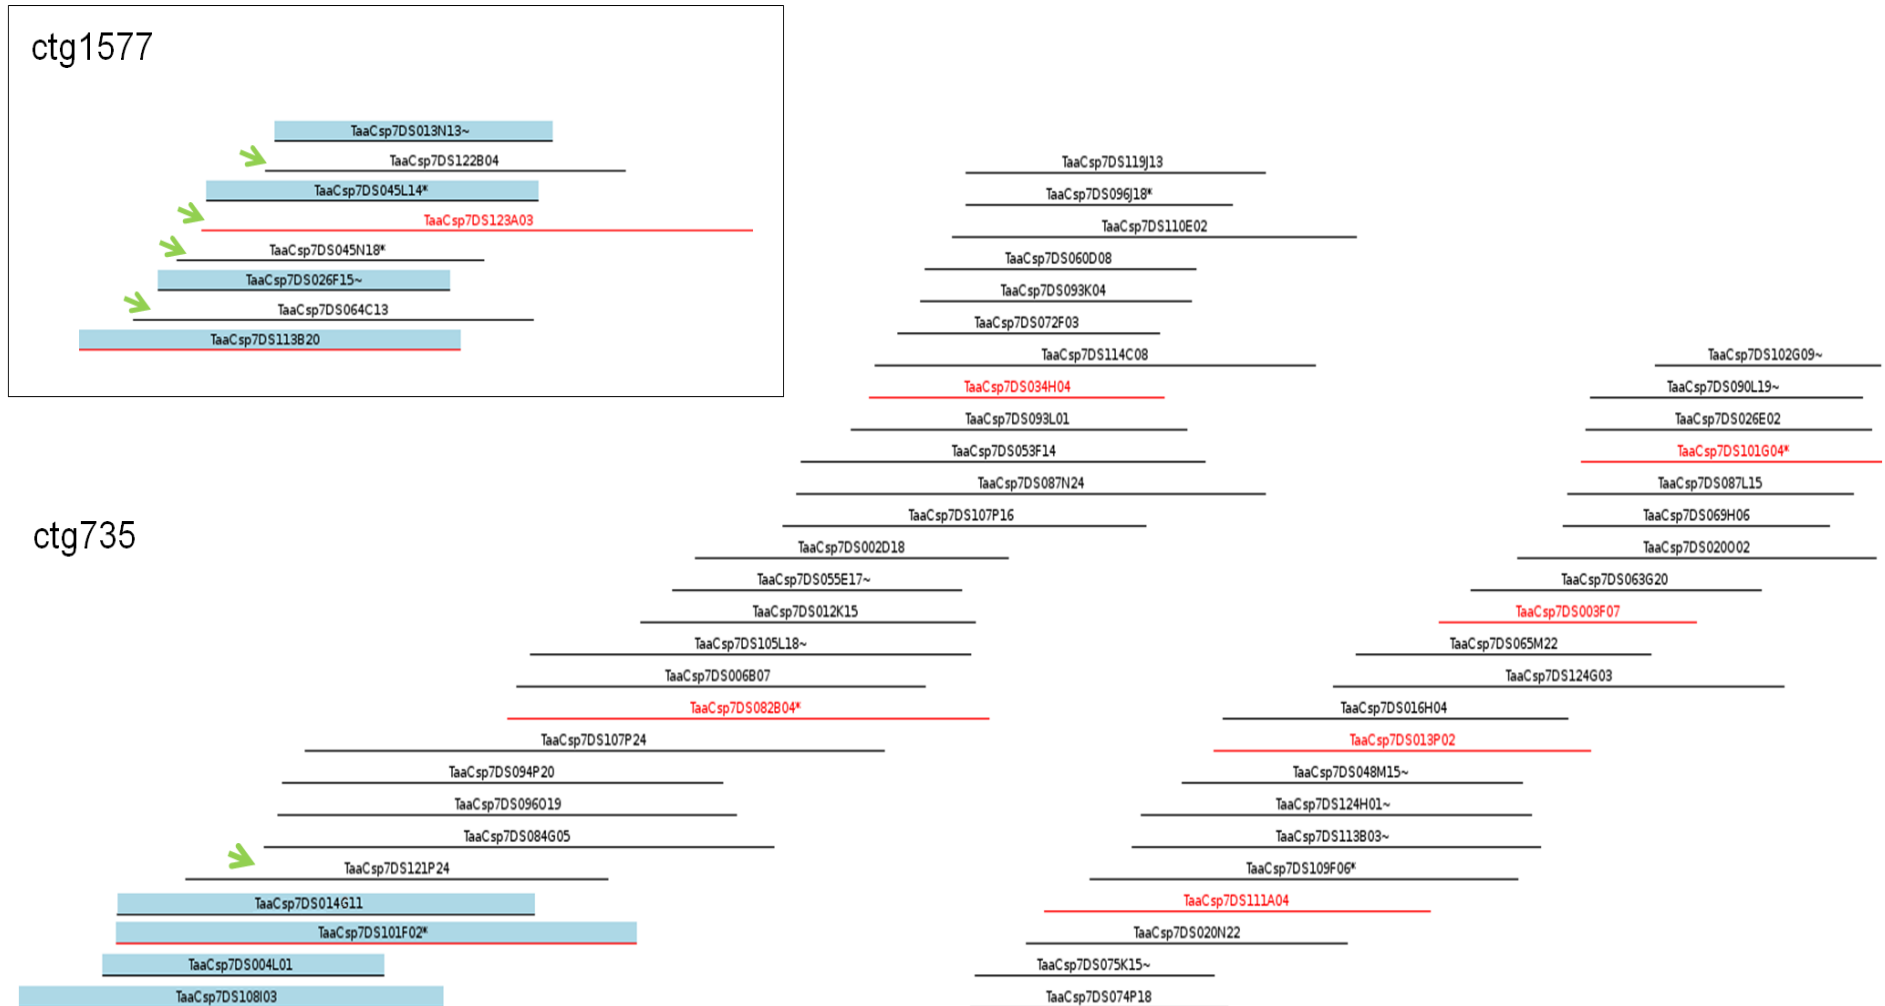 ctg1577
TaaCsp7DS013N13~
TaaCsp7DS122B04
TaaCsp7DS045L14*
TaaCsp7DS123A03
TaaCsp7DS045N18*
TaaCsp7DS026F15~
TaaCsp7DS064C13
TaaCsp7DS113B20
ctg735
TaaCsp7DS002D18
TaaCsp7DS055E17~
TaaCsp7DS012K15
TaaCsp7DS105L18~
TaaCsp7DS006B07
TaaCsp7DS082B04*
TaaCsp7DS107P24
TaaCsp7DS094P20
TaaCsp7DS096O19
TaaCsp7DS084G05
TaaCsp7DS121P24
TaaCsp7DS014G11
TaaCsp7DS101F02*
TaaCsp7DS004L01
TaaCsp7DS108I03
TaaCsp7DS119J13
TaaCsp7DS096J18*
TaaCsp7DS110E02
TaaCsp7DS060D08
TaaCsp7DS093K04
TaaCsp7DS072F03
TaaCsp7DS114C08
TaaCsp7DS034H04
TaaCsp7DS093L01
TaaCsp7DS053F14
TaaCsp7DS087N24
TaaCsp7DS107P16
TaaCsp7DS102G09~
TaaCsp7DS090L19~
TaaCsp7DS026E02
TaaCsp7DS101G04*
TaaCsp7DS087L15
TaaCsp7DS069H06
TaaCsp7DS020O02
TaaCsp7DS063G20
TaaCsp7DS003F07
TaaCsp7DS065M22
TaaCsp7DS124G03
TaaCsp7DS016H04
TaaCsp7DS013P02
TaaCsp7DS048M15~
TaaCsp7DS124H01~
TaaCsp7DS113B03~
TaaCsp7DS109F06*
TaaCsp7DS111A04
TaaCsp7DS020N22
TaaCsp7DS075K15~
TaaCsp7DS074P18